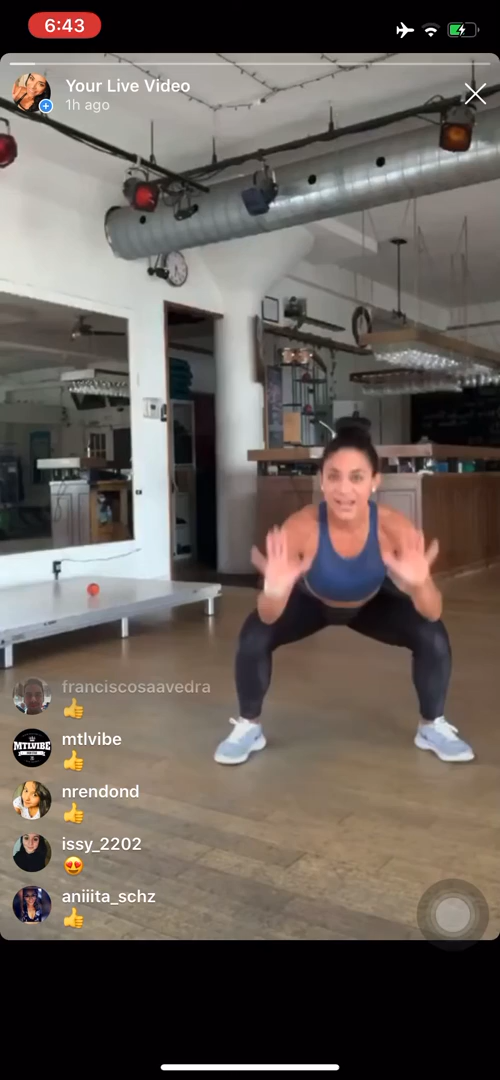 6:43
Your Live Video
1h ago
franciscosaavedra
👍
mtlvibe
MTLVIBE
👍
nrendond
👍
issy_2202
😍
aniiita_schz
👍